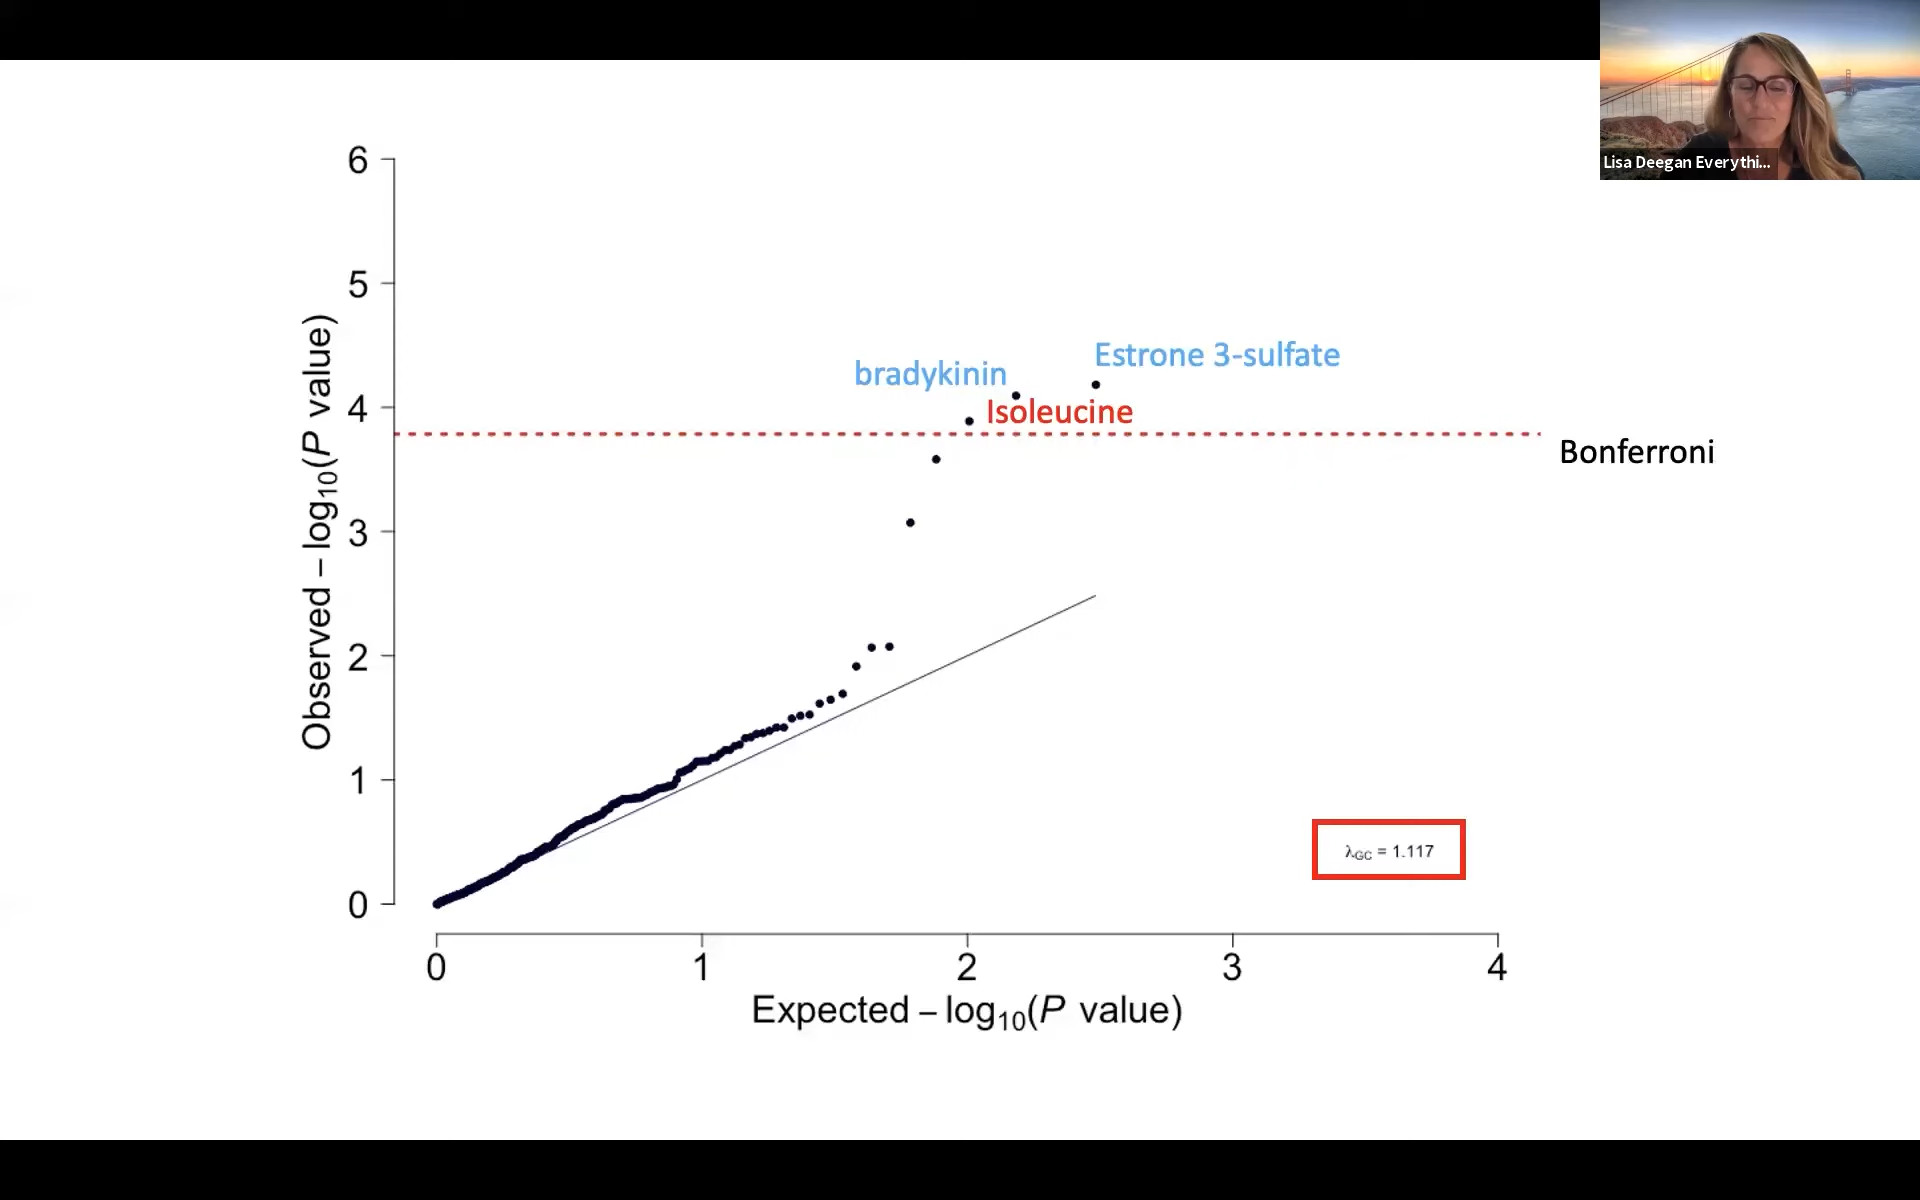 Lisa Deegan Everythi...
6
5
4
3
2
1
0
Observed – log10(P value)
Estrone 3-sulfate
bradykinin
Isoleucine
Bonferroni
λGC = 1.117
0 1 2 3 4
Expected – log10(P value)